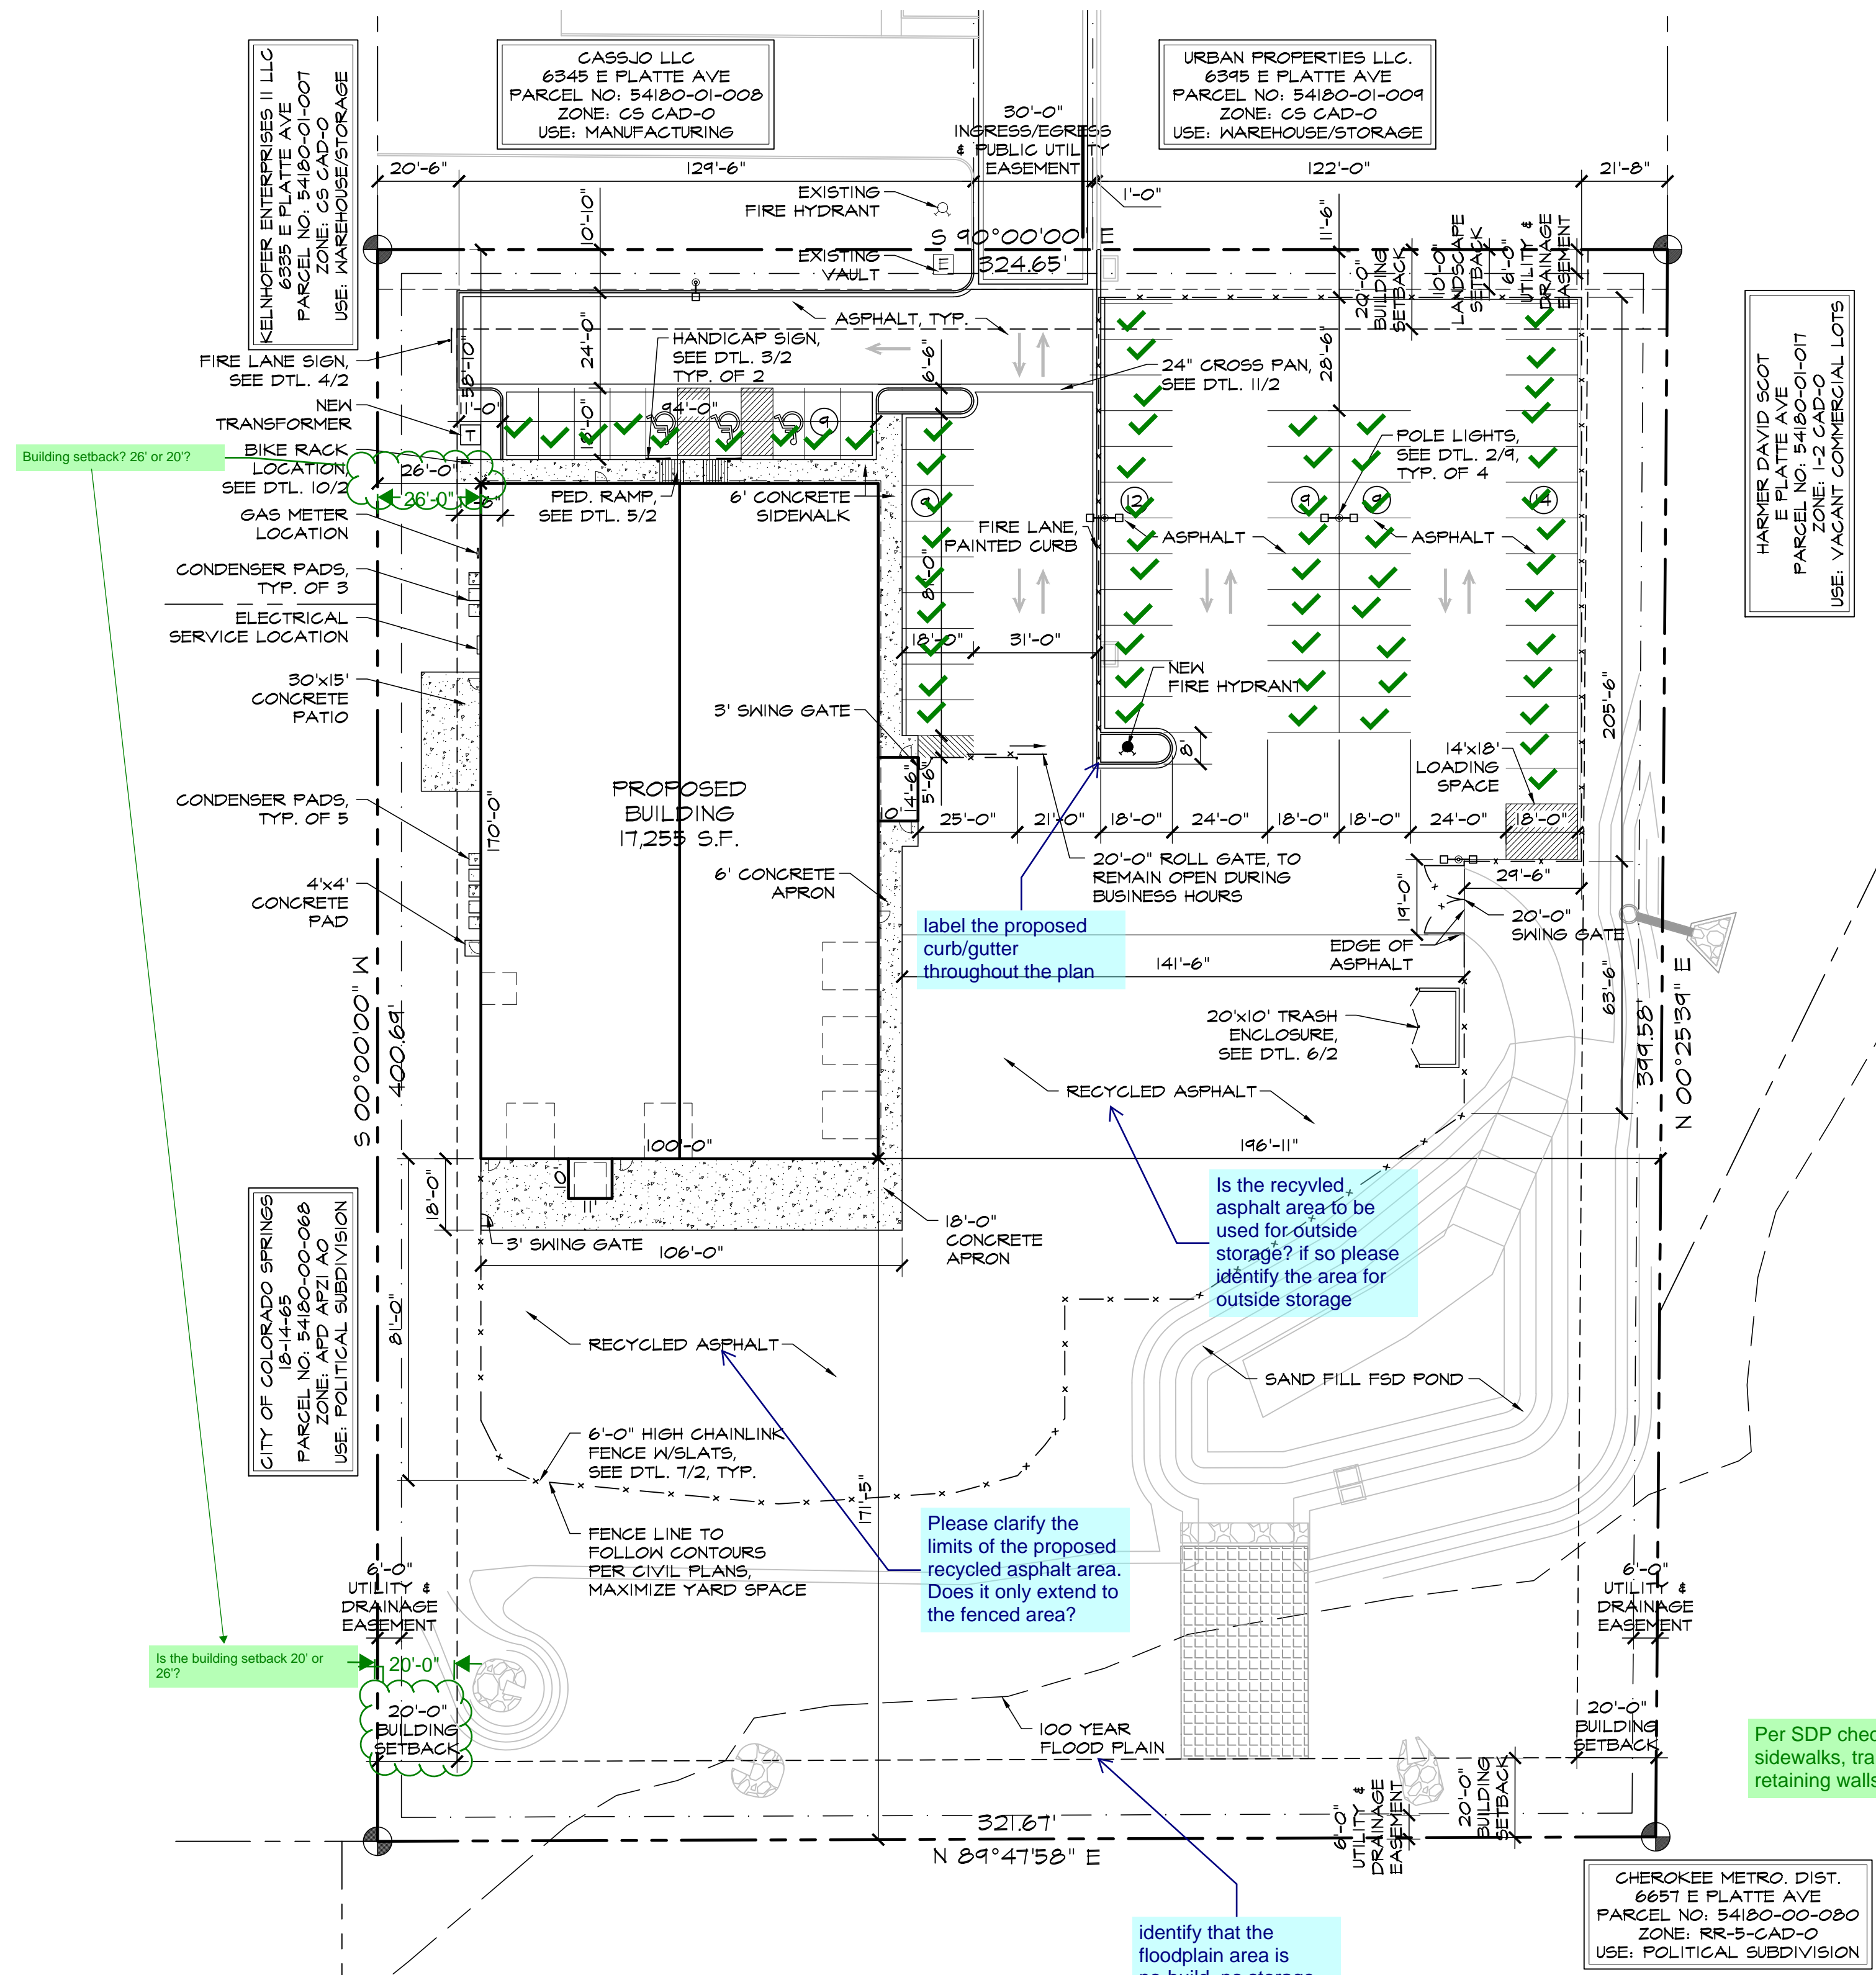 KELNHOFER ENTERPRISES II LLC
6335 E PLATTE AVE
PARCEL NO: 54180-01-007
ZONE: CS CAD-O
USE: WAREHOUSE/STORAGE
CASSJO LLC
6345 E PLATTE AVE
PARCEL NO: 54180-01-008
ZONE: CS CAD-O
USE: MANUFACTURING
30'-0"
INGRESS/EGRESS
& PUBLIC UTILITY
EASEMENT
URBAN PROPERTIES LLC.
6395 E PLATTE AVE
PARCEL NO: 54180-01-009
ZONE: CS CAD-O
USE: WAREHOUSE/STORAGE
20'-6"
129'-6"
1'-0"
122'-0"
21'-8"
EXISTING
FIRE HYDRANT
10'-10"
S 90°00'00" E
324.65'
EXISTING
VAULT
E
11'-6"
20'-0"
BUILDING
SETBACK
10'-0"
LANDSCAPE
SETBACK
6'-0"
UTILITY &
DRAINAGE
EASEMENT
HARMER DAVID SCOT
E PLATTE AVE
PARCEL NO: 54180-01-017
ZONE: I-2 CAD-O
USE: VACANT COMMERCIAL LOTS
ASPHALT, TYP.
FIRE LANE SIGN,
SEE DTL. 4/2
58'-10"
24'-0"
HANDICAP SIGN,
SEE DTL. 3/2
TYP. OF 2
6'-6"
24" CROSS PAN,
SEE DTL. 11/2
28'-6"
NEW
TRANSFORMER
T
94'-0"
18'-0"
9
Building setback? 26' or 20'?
BIKE RACK
LOCATION,
SEE DTL. 10/2
26'-0"
26'-0"
POLE LIGHTS,
SEE DTL. 2/9,
TYP. OF 4
GAS METER
LOCATION
PED. RAMP,
SEE DTL. 5/2
6' CONCRETE
SIDEWALK
9
12
9
9
14
FIRE LANE,
PAINTED CURB
ASPHALT
ASPHALT
CONDENSER PADS,
TYP. OF 3
81'-0"
ELECTRICAL
SERVICE LOCATION
18'-0"
31'-0"
30'x15'
CONCRETE
PATIO
NEW
FIRE HYDRANT
3' SWING GATE
205'-6"
8'
14'x18'
LOADING
SPACE
PROPOSED
BUILDING
17,255 S.F.
170'-0"
CONDENSER PADS,
TYP. OF 5
14'-6"
5'-6"
10'
25'-0"
21'-0"
18'-0"
24'-0"
18'-0"
18'-0"
24'-0"
18'-0"
20'-0" ROLL GATE, TO
REMAIN OPEN DURING
BUSINESS HOURS
6' CONCRETE
APRON
4'x4'
CONCRETE
PAD
19'-0"
29'-6"
20'-0"
SWING GATE
EDGE OF
ASPHALT
label the proposed
curb/gutter
throughout the plan
141'-6"
S 00°00'00" W
400.69'
20'x10' TRASH
ENCLOSURE,
SEE DTL. 6/2
63'-6"
399.58'
N 00°25'39" E
RECYCLED ASPHALT
100'-0"
196'-11"
10'
11'
18'-0"
Is the recyvled
asphalt area to be
used for outside
storage? if so please
identify the area for
outside storage
CITY OF COLORADO SPRINGS
18-14-65
PARCEL NO: 54180-00-068
ZONE: APD APZ1 AO
USE: POLITICAL SUBDIVISION
3' SWING GATE
106'-0"
18'-0"
CONCRETE
APRON
81'-0"
RECYCLED ASPHALT
SAND FILL FSD POND
6'-0" HIGH CHAINLINK
FENCE W/SLATS,
SEE DTL. 7/2, TYP.
171'-5"
Please clarify the
limits of the proposed
recycled asphalt area.
Does it only extend to
the fenced area?
FENCE LINE TO
FOLLOW CONTOURS
PER CIVIL PLANS,
MAXIMIZE YARD SPACE
6'-0"
UTILITY &
DRAINAGE
EASEMENT
6'-0"
UTILITY &
DRAINAGE
EASEMENT
Is the building setback 20' or
26'?
20'-0"
20'-0"
BUILDING
SETBACK
100 YEAR
FLOOD PLAIN
20'-0"
BUILDING
SETBACK
Per SDP chec
sidewalks, tra
retaining walls
6'-0"
UTILITY &
DRAINAGE
EASEMENT
20'-0"
BUILDING
SETBACK
321.67'
N 89°47'58" E
identify that the
floodplain area is
no build, no storage
CHEROKEE METRO. DIST.
6657 E PLATTE AVE
PARCEL NO: 54180-00-080
ZONE: RR-5-CAD-O
USE: POLITICAL SUBDIVISION